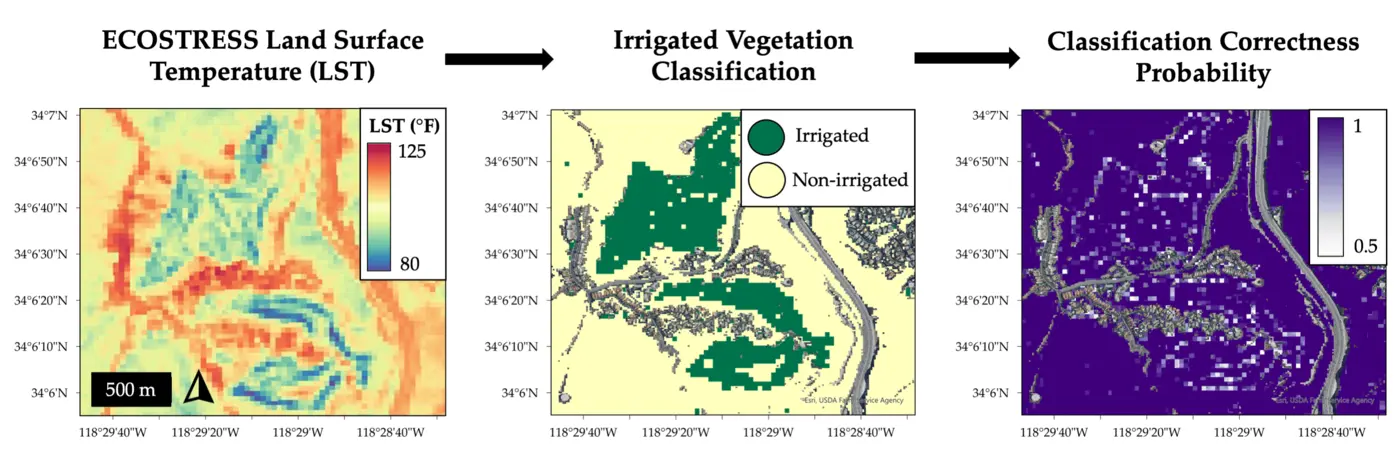 ECOSTRESS Land Surface
Temperature (LST)
Irrigated Vegetation
Classification
Classification Correctness
Probability
34°7'N
34°6'50"N
34°6'40"N
34°6'30"N
34°6'20"N
34°6'10"N
34°6'N
LST (°F)
125
80
500 m
118°29'40"W
118°29'20"W
118°29'W
118°28'40"W
34°7'N
34°6'50"N
34°6'40"N
34°6'30"N
34°6'20"N
34°6'10"N
34°6'N
Irrigated
Non-irrigated
Esri, USDA Farm Service Agency
118°29'40"W
118°29'20"W
118°29'W
118°28'40"W
34°7'N
34°6'50"N
34°6'40"N
34°6'30"N
34°6'20"N
34°6'10"N
34°6'N
1
0.5
Esri, USDA Farm Service Agency
118°29'40"W
118°29'20"W
118°29'W
118°28'40"W